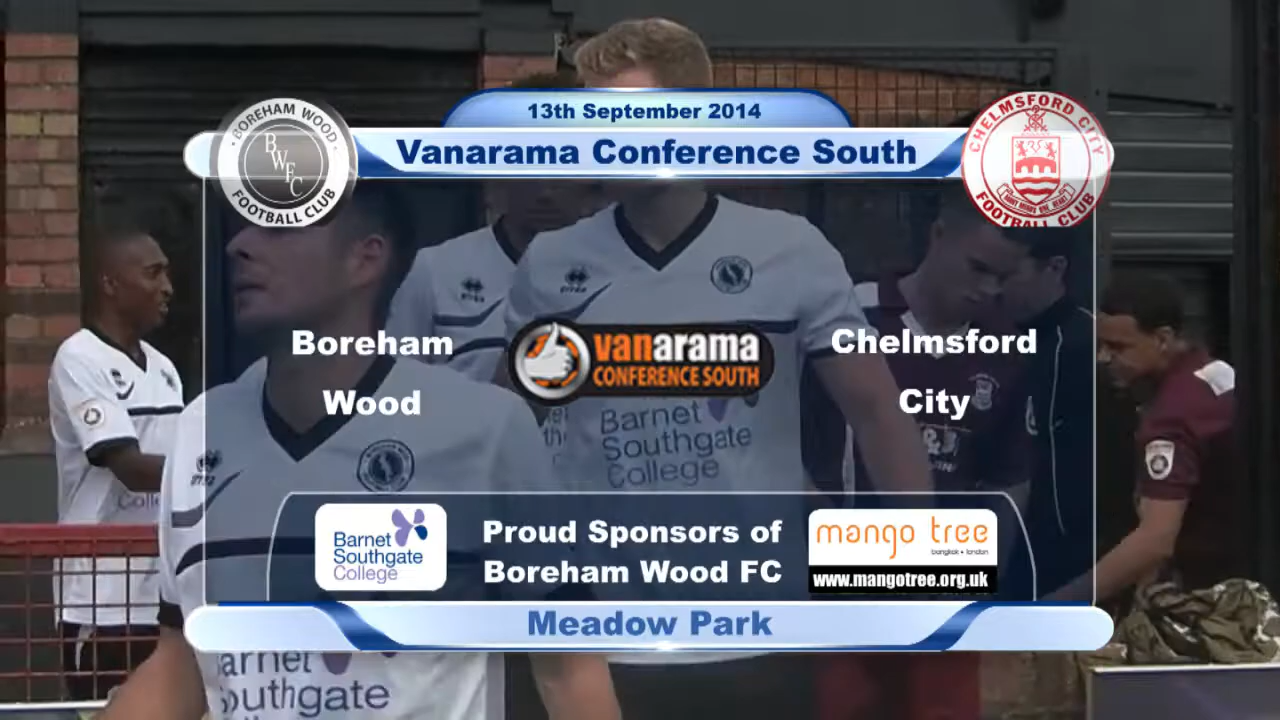 13th September 2014
Vanarama Conference South
BOREHAM WOOD
BWFC
FOOTBALL CLUB
CHELMSFORD CITY
FOOTBALL CLUB
Boreham
Wood
vanarama
CONFERENCE SOUTH
Chelmsford
City
Barnet
Southgate
College
Barnet
Southgate
College
Proud Sponsors of
Boreham Wood FC
mango tree
bangkok • london
www.mangotree.org.uk
Meadow Park
arnet
outhgate